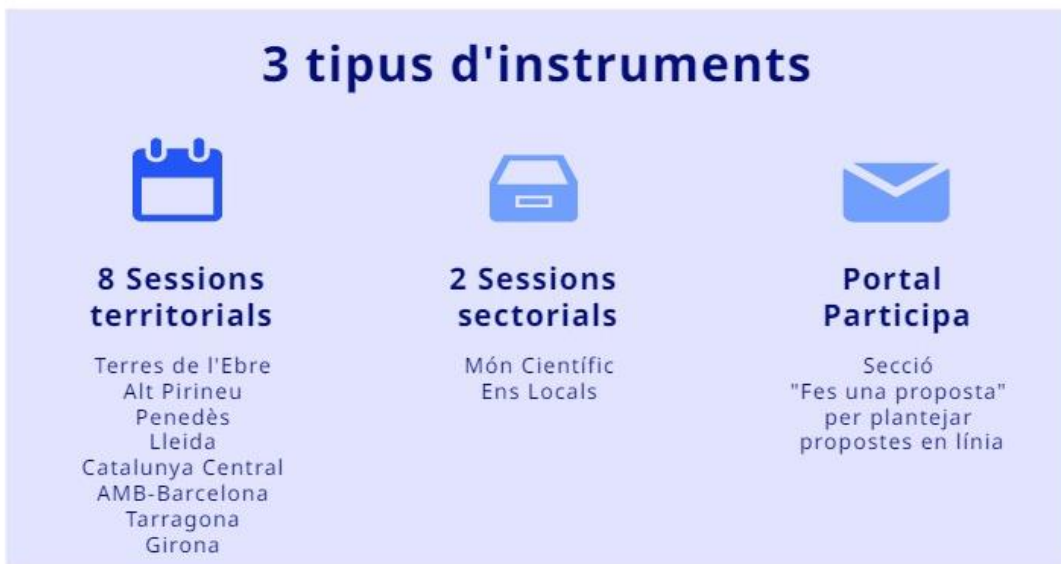 3 tipus d'instruments
8 Sessions
territorials
Terres de l'Ebre
Alt Pirineu
Penedès
Lleida
Catalunya Central
AMB-Barcelona
Tarragona
Girona
2 Sessions
sectorials
Món Científic
Ens Locals
Portal
Participa
Secció
"Fes una proposta"
per plantejar
propostes en línia